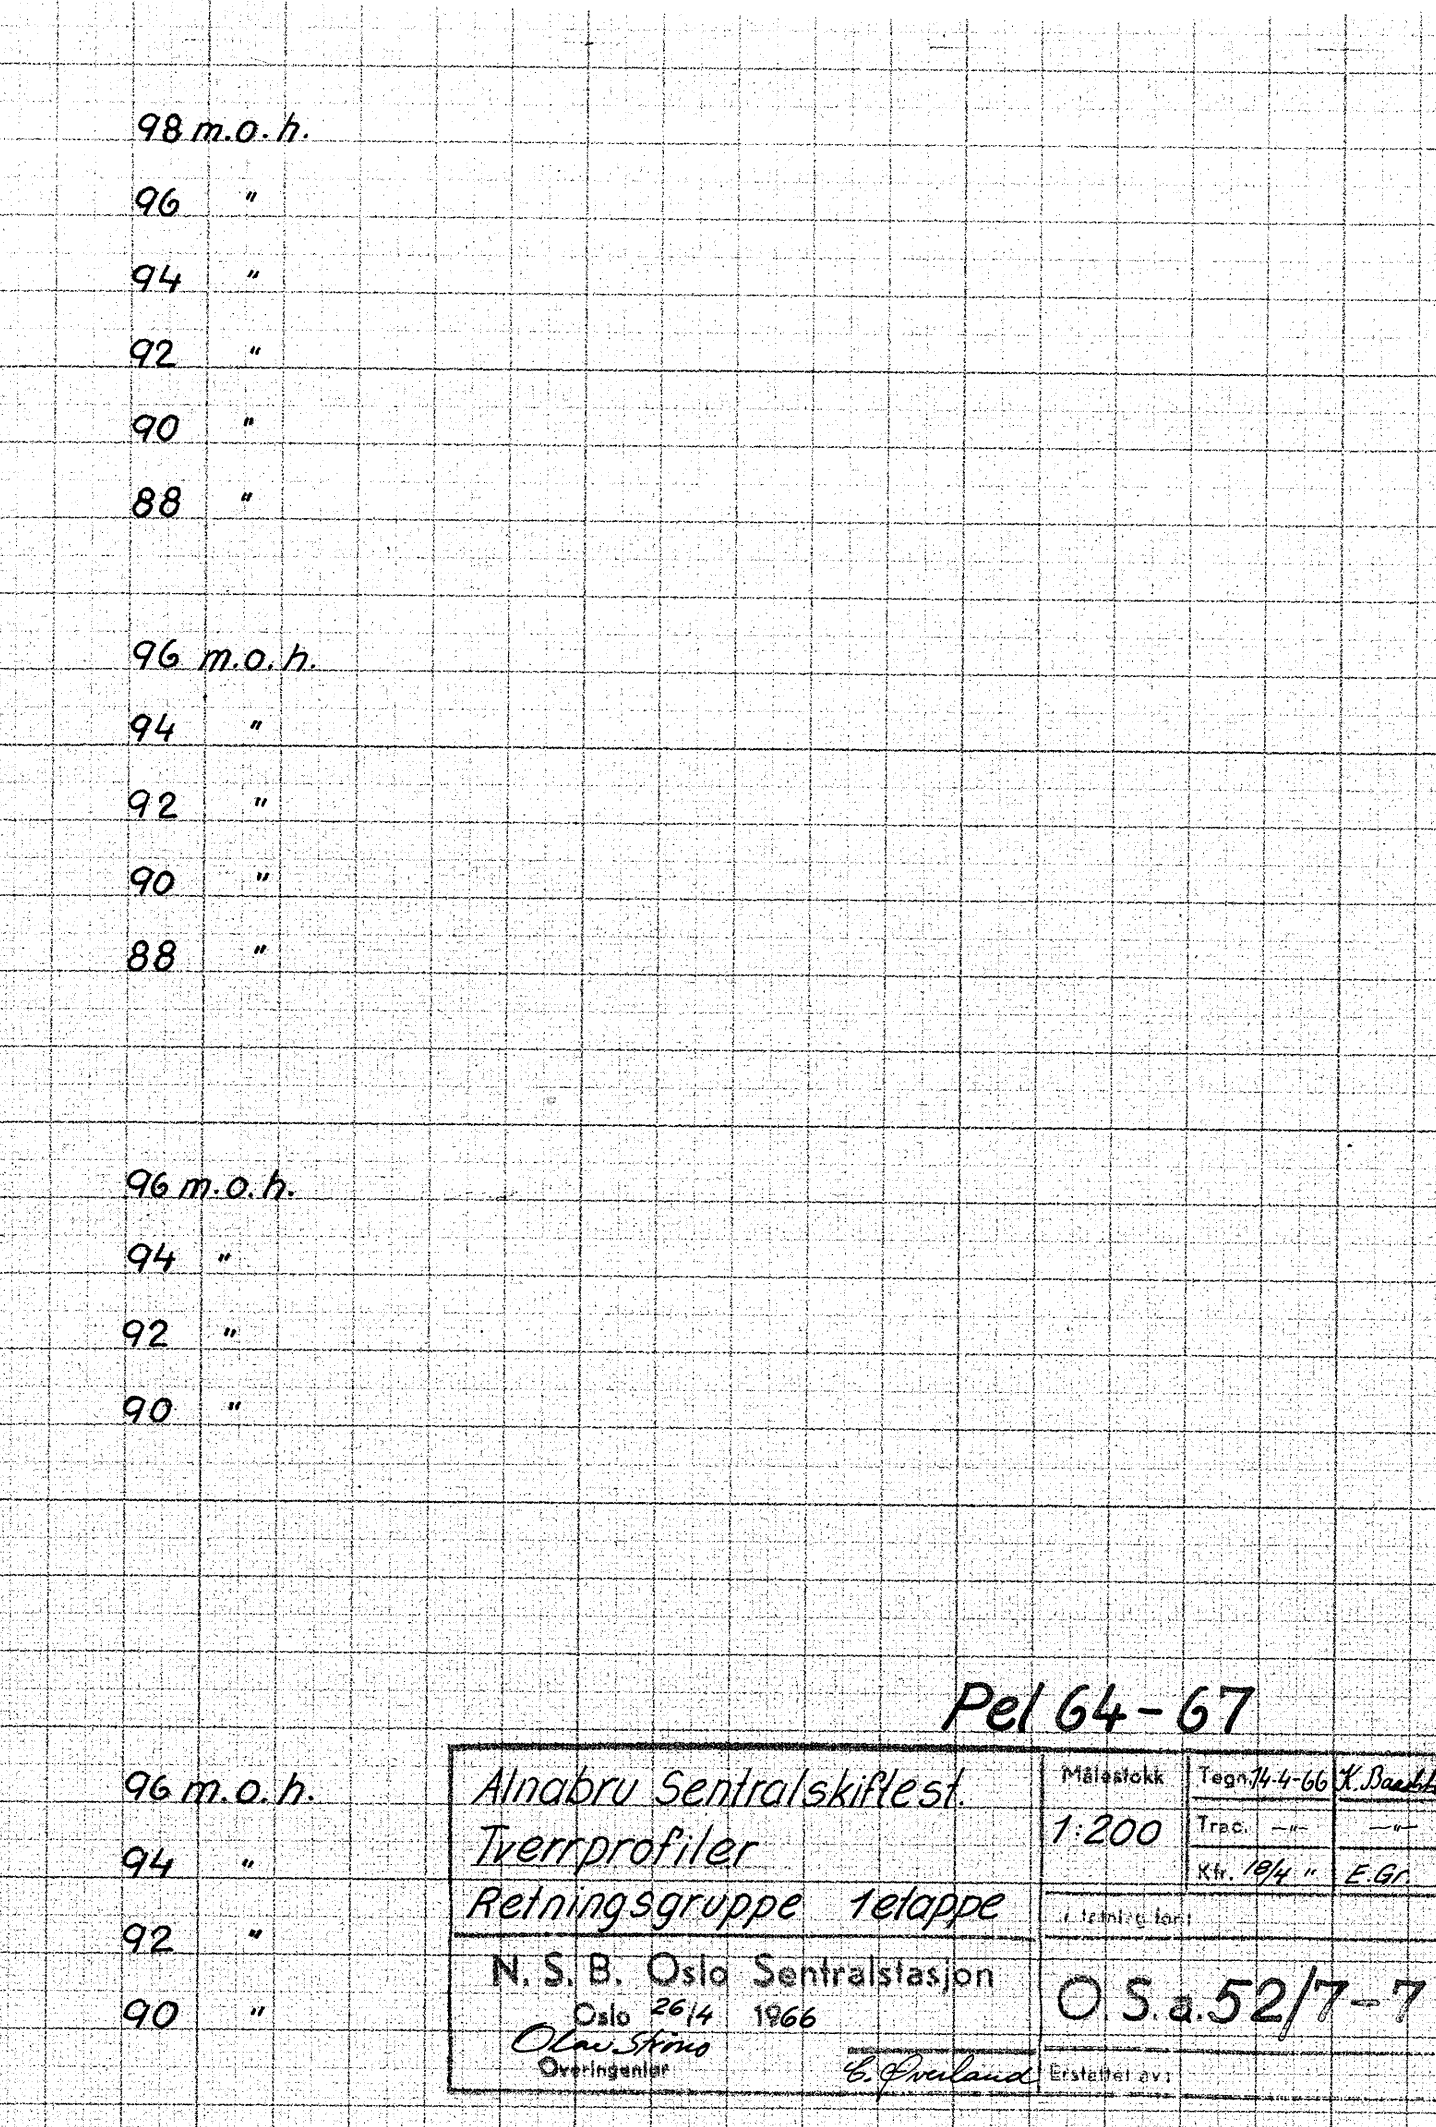 98 m.o.h.
96 "
94 "
92 "
90 "
88 "
96 m.o.h.
94 "
92 "
90 "
88 "
96 m.o.h.
94 "
92 "
90 "
Pel 64-67
96 m.o.h.
94 "
92 "
90 "
Alnabru Sentralskiftest.
Tverrprofiler
Retningsgruppe 1etappe
Målestokk
1:200
Tegn. 14-4-66 K.
Trac. -"- -"-
Kfr. 18/4 " E.Gr.
N. S. B. Oslo Sentralstasjon
Oslo 26/4 1966
Overingeniør
E. Øverland
O. S. a. 52/7-7
Erstattet av: